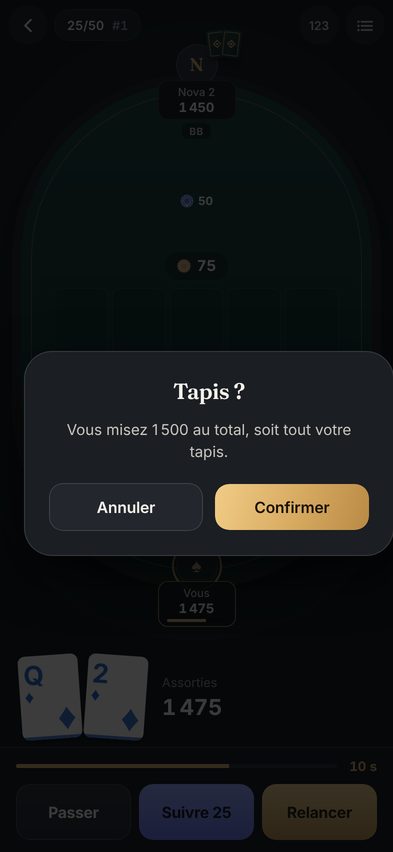 25/50 #1
123
N
Nova 2
1 450
BB
50
75
Tapis ?
Vous misez 1 500 au total, soit tout votre
tapis.
Annuler
Confirmer
Vous
1 475
Q
2
Assorties
1 475
10 s
Passer
Suivre 25
Relancer